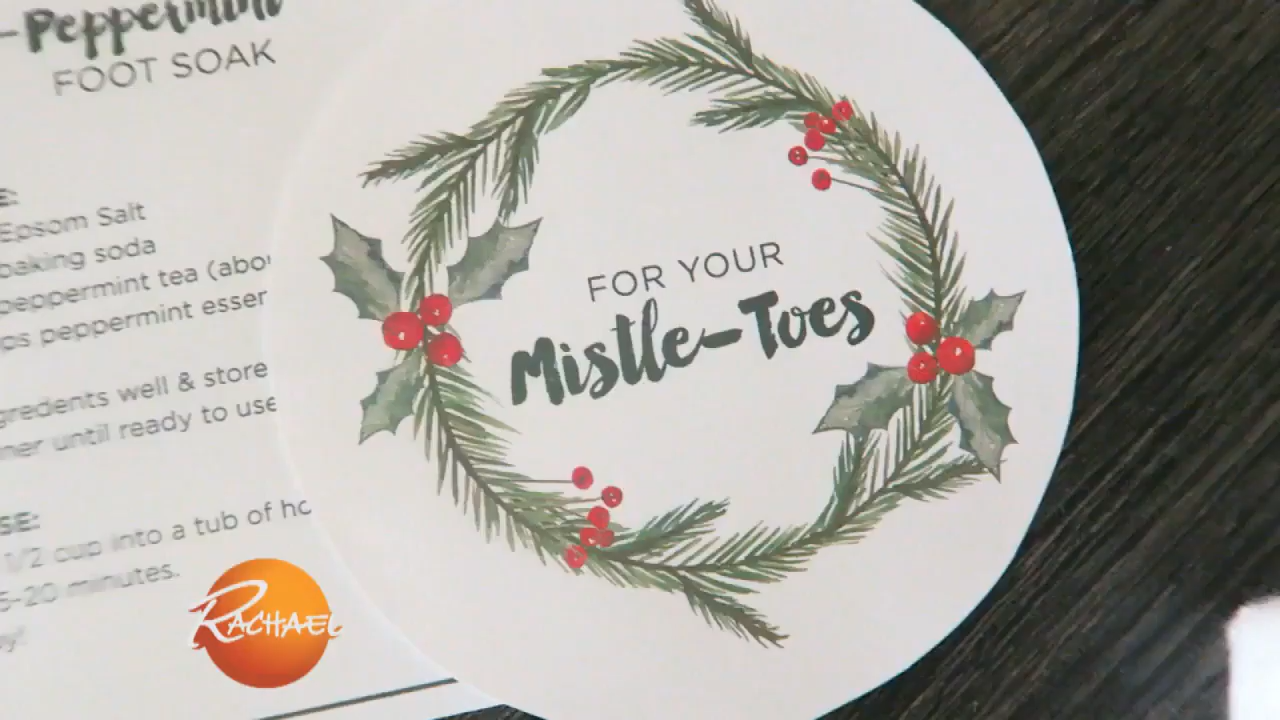 -Peppermint
FOOT SOAK
E:
Epsom Salt
baking soda
peppermint tea (abo
ps peppermint esser
gredents well & store
ner until ready to use
SE:
1/2 cup into a tub of ho
5-20 minutes.
FOR YOUR
Mistle-Toes
RACHAEL